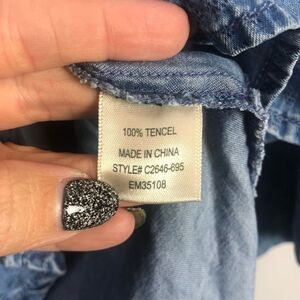 100% TENCEL
MADE IN CHINA
STYLE# C2646-695
EM35108